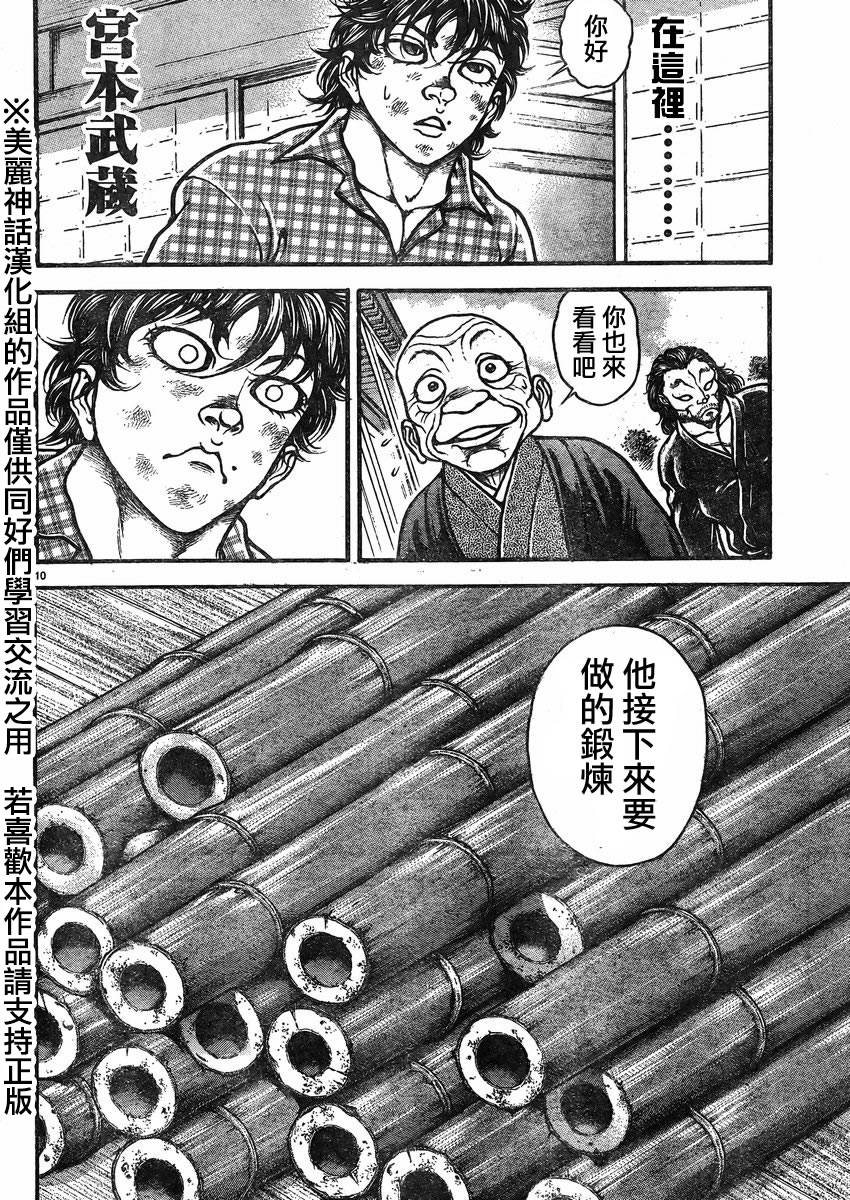 在這裡………
你好
宮本武蔵
你也來
看看吧
10
他接下來要
做的鍛煉
※美麗神話漢化組的作品僅供同好們學習交流之用　若喜歡本作品請支持正版